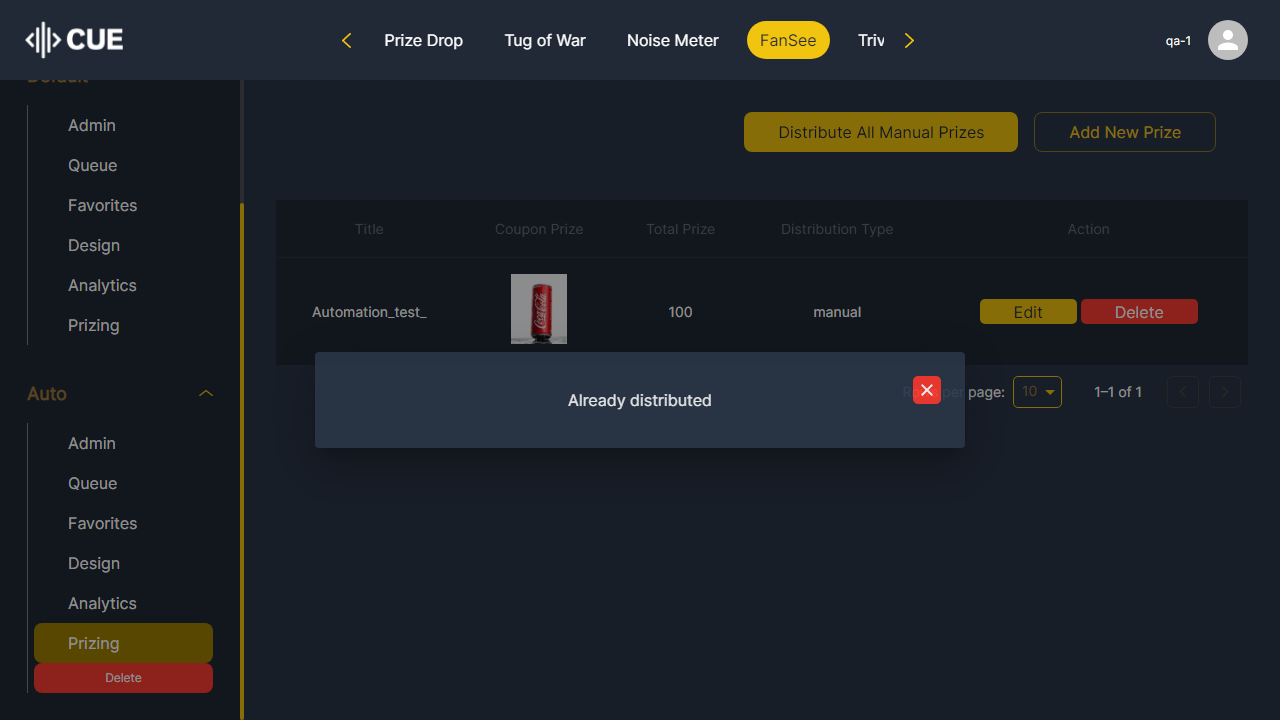 CUE
Prize Drop
Tug of War
Noise Meter
FanSee
Triv
qa-1
Default
Admin
Queue
Favorites
Design
Analytics
Prizing
Auto
Admin
Queue
Favorites
Design
Analytics
Prizing
Delete
Distribute All Manual Prizes
Add New Prize
Title
Coupon Prize
Total Prize
Distribution Type
Action
Automation_test_
Coca-Cola
100
manual
Edit
Delete
Already distributed
per page:
10
1–1 of 1